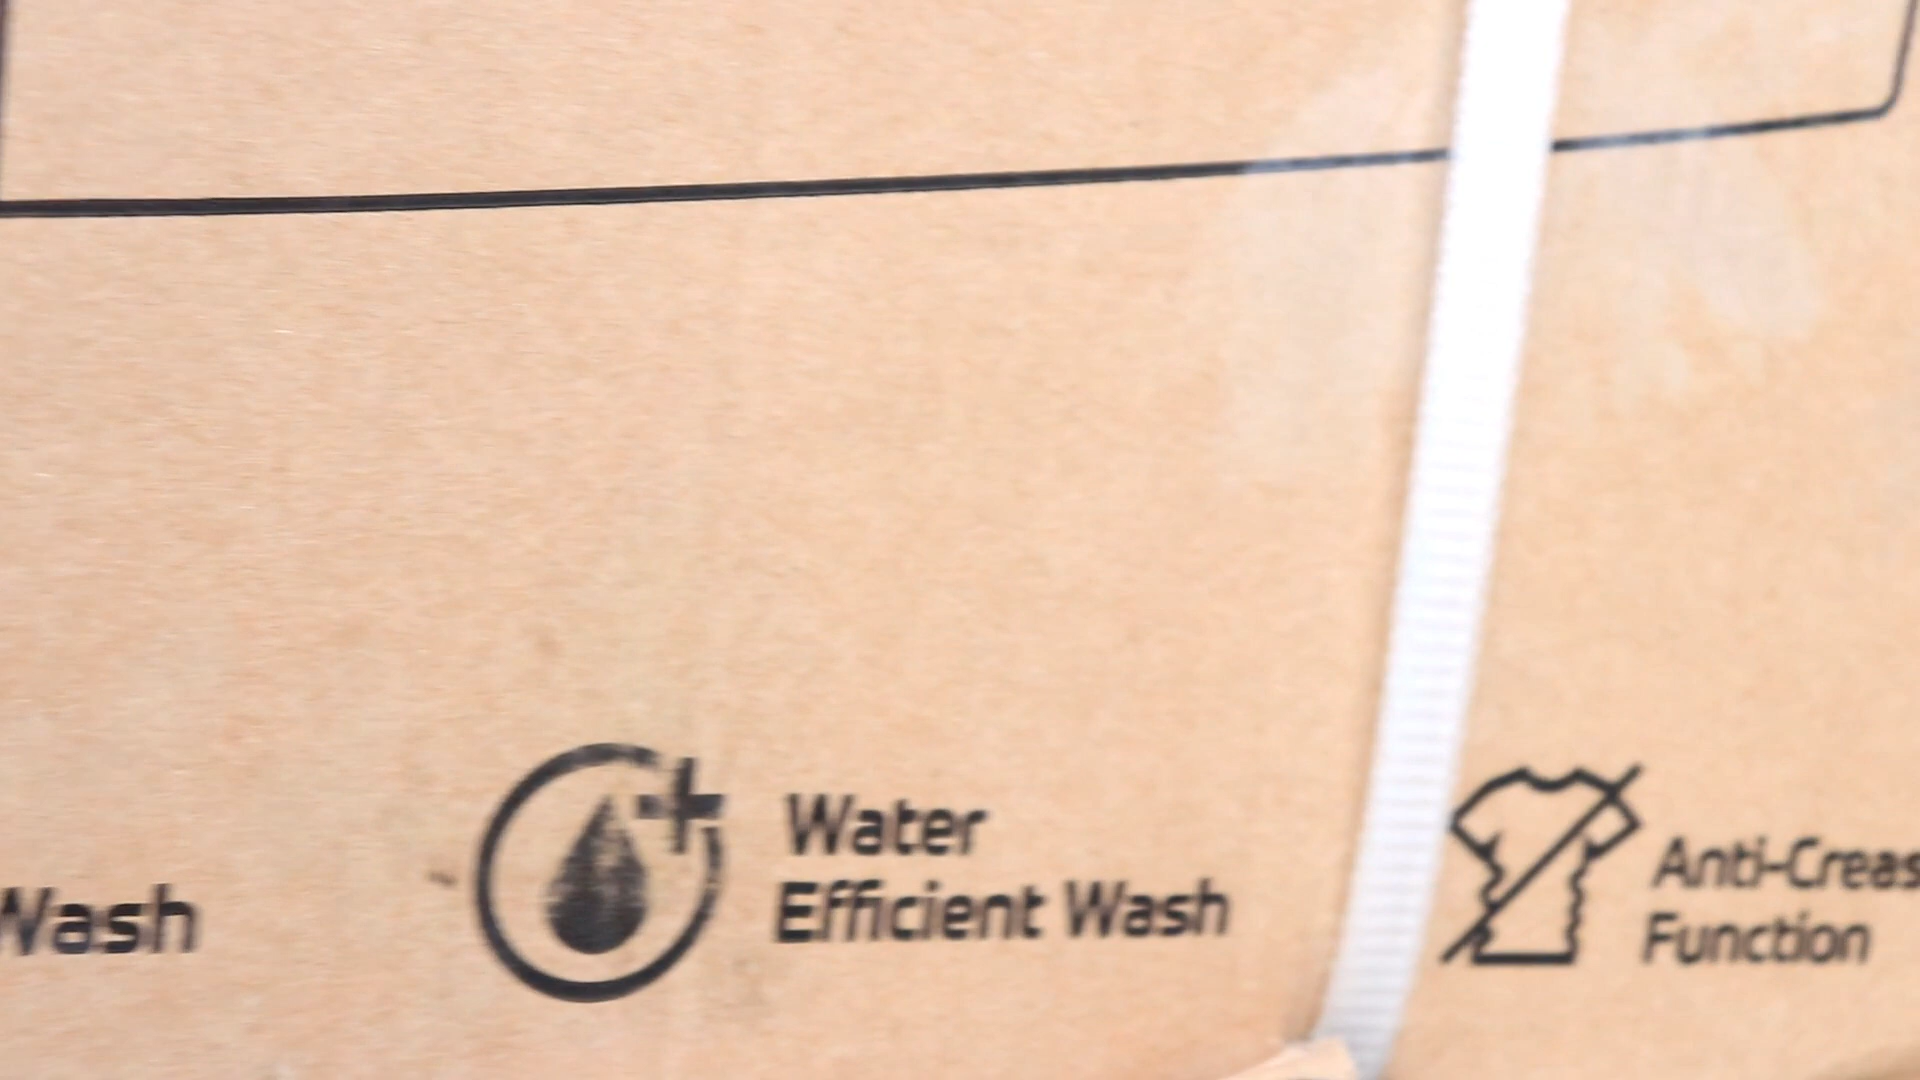 Wash
Water
Efficient Wash
Anti-Creas
Function